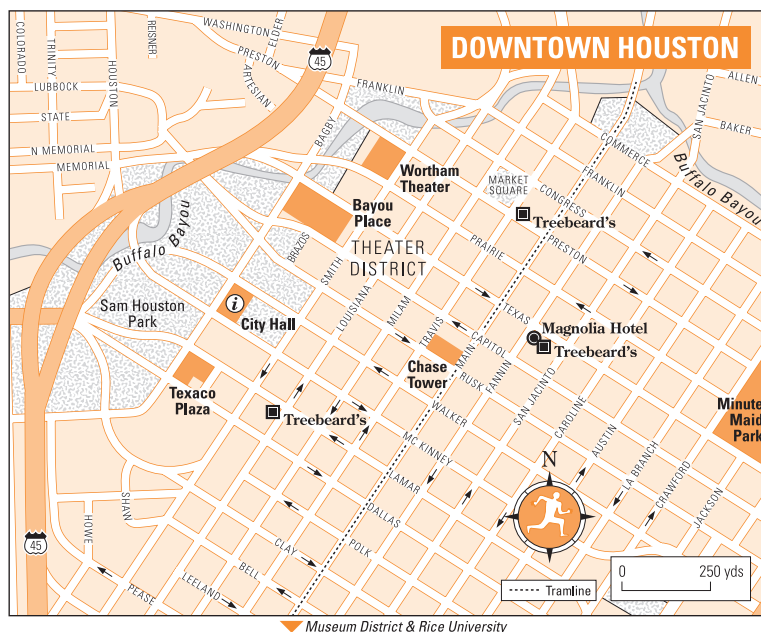 DOWNTOWN HOUSTON
COLORADO
TRINITY
HOUSTON
REISNER
WASHINGTON
ELDER
PRESTON
ARTESIAN
45
LUBBOCK
STATE
N MEMORIAL
MEMORIAL
FRANKLIN
BAGBY
ALLEN
SAN JACINTO
BAKER
COMMERCE
FRANKLIN
Buffalo Bayou
Wortham
Theater
MARKET
SQUARE
CONGRESS
Treebeard's
PRESTON
Bayou
Place
THEATER
DISTRICT
PRAIRIE
Buffalo Bayou
BRAZOS
SMITH
LOUISIANA
MILAM
TRAVIS
MAIN
CAPITOL
TEXAS
Magnolia Hotel
Treebeard's
Sam Houston
Park
i
City Hall
Chase
Tower
RUSK
FANNIN
SAN JACINTO
CAROLINE
AUSTIN
LA BRANCH
CRAWFORD
JACKSON
Minute
Maid
Park
Texaco
Plaza
Treebeard's
WALKER
MC KINNEY
LAMAR
DALLAS
POLK
CLAY
BELL
LEELAND
PEASE
HOWE
SHAW
45
N
Tramline
0 250 yds
Museum District & Rice University